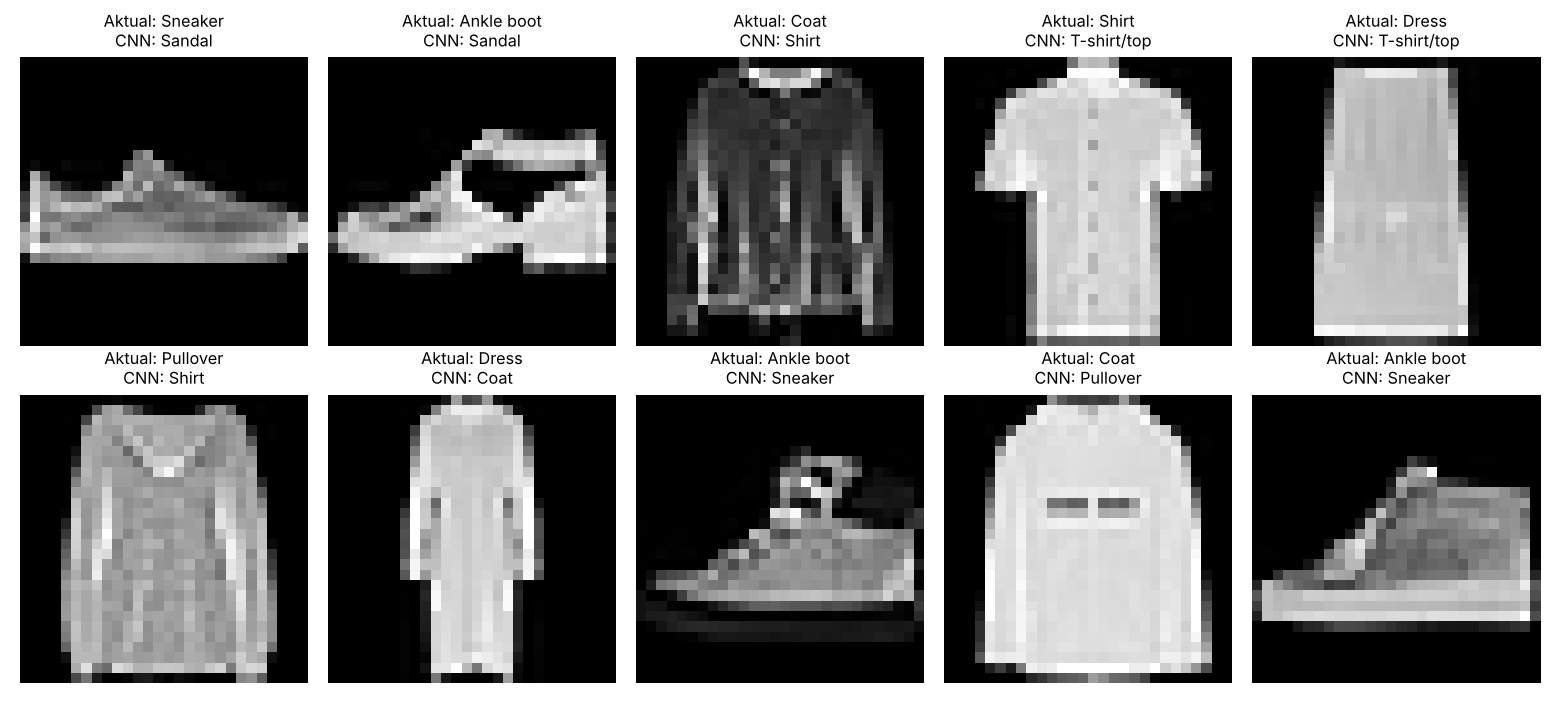 Aktual: Sneaker
CNN: Sandal
Aktual: Ankle boot
CNN: Sandal
Aktual: Coat
CNN: Shirt
Aktual: Shirt
CNN: T-shirt/top
Aktual: Dress
CNN: T-shirt/top
Aktual: Pullover
CNN: Shirt
Aktual: Dress
CNN: Coat
Aktual: Ankle boot
CNN: Sneaker
Aktual: Coat
CNN: Pullover
Aktual: Ankle boot
CNN: Sneaker